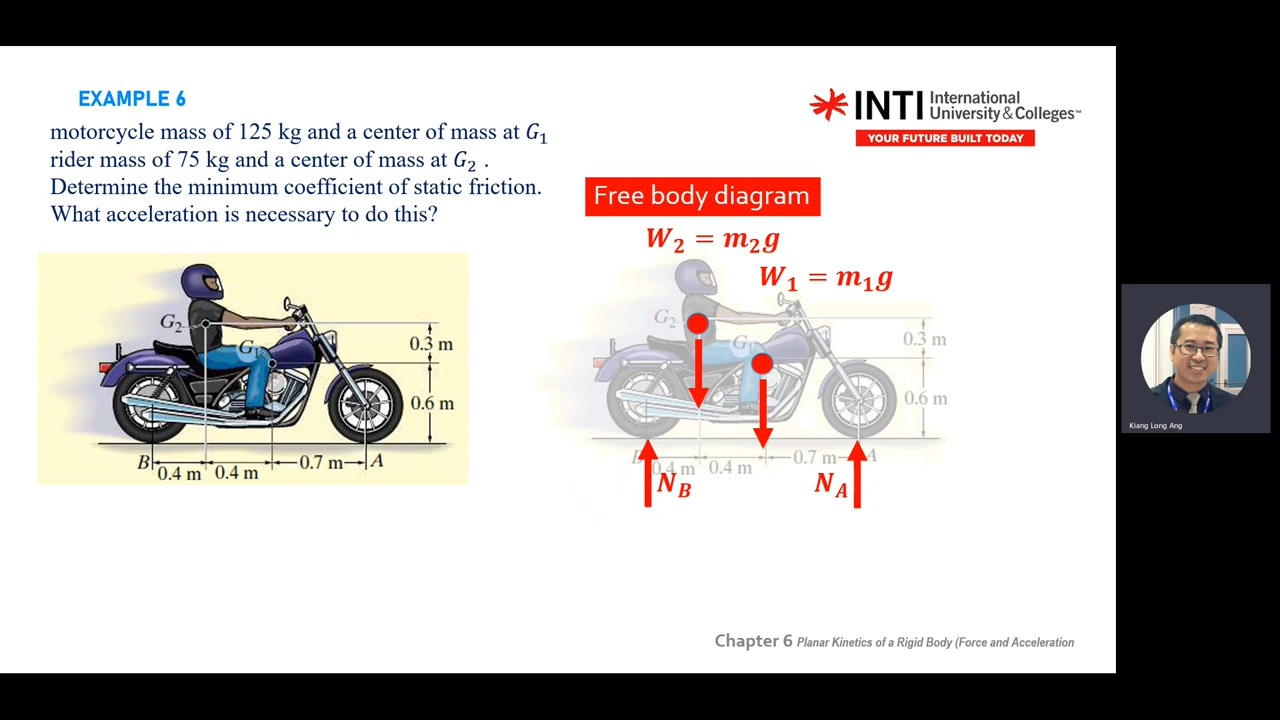 EXAMPLE 6
motorcycle mass of 125 kg and a center of mass at G₁
rider mass of 75 kg and a center of mass at G₂ .
Determine the minimum coefficient of static friction.
What acceleration is necessary to do this?
INTI International
University & Colleges™
YOUR FUTURE BUILT TODAY
Free body diagram
W₂ = m₂g
W₁ = m₁g
G₂
G₁
0.3 m
0.6 m
B
0.4 m
0.4 m
0.7 m
A
G₂
G
0.3 m
0.6 m
B
0.4 m
0.4 m
0.7 m
A
N_B
N_A
Kiang Long Ang
Chapter 6 Planar Kinetics of a Rigid Body (Force and Acceleration